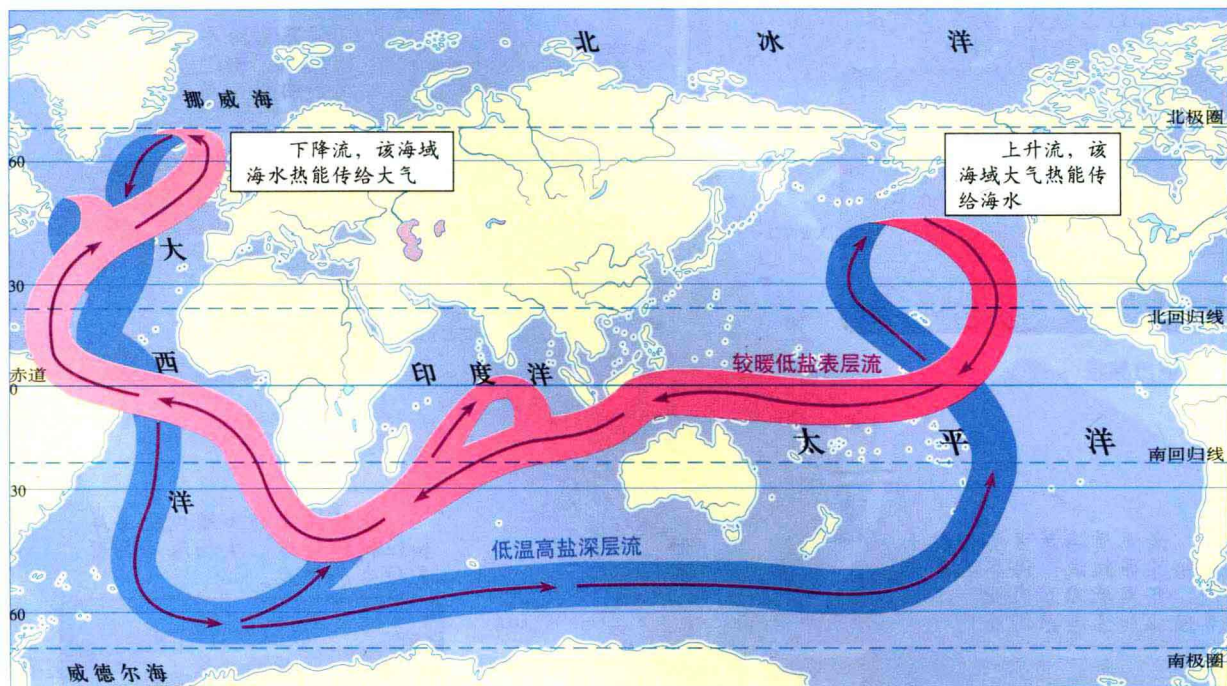 北冰洋
挪威海
北极圈
下降流，该海域
海水热能传给大气
上升流，该
海域大气热能传
给海水
60
大
30
北回归线
西
较暖低盐表层流
赤道
0
印度洋
太平洋
南回归线
30
洋
低温高盐深层流
60
威德尔海
南极圈